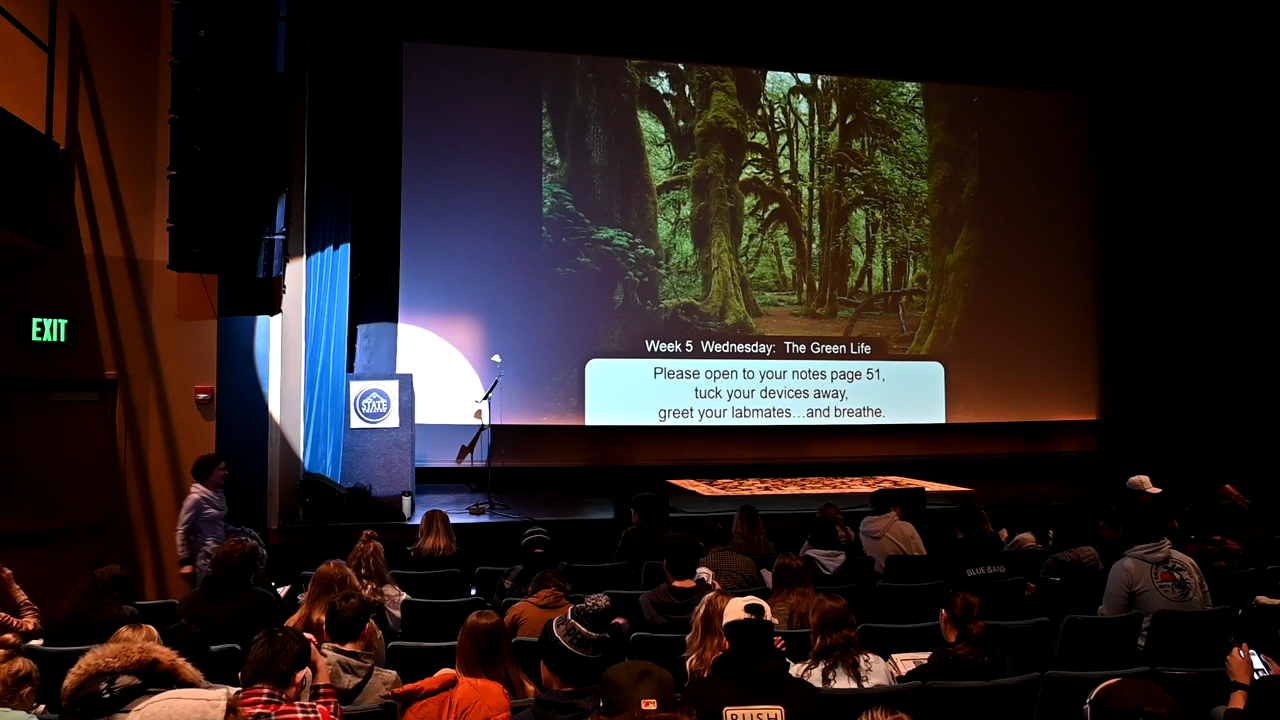 EXIT
STATE
THEATRE
Week 5 Wednesday: The Green Life
Please open to your notes page 51,
tuck your devices away,
greet your labmates...and breathe.
BLUE BAND
RUSH